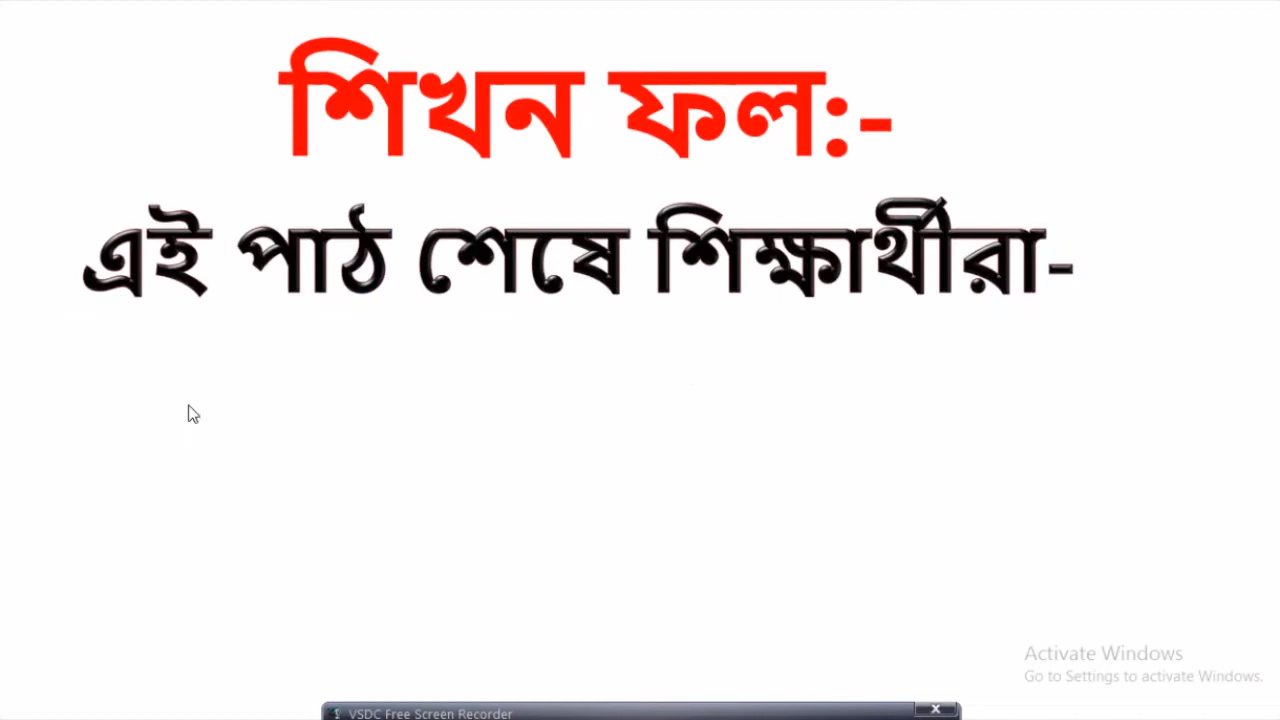 শিখন ফল:-
এই পাঠ শেষে শিক্ষার্থীরা-
Activate Windows
Go to Settings to activate Windows.
VSDC Free Screen Recorder